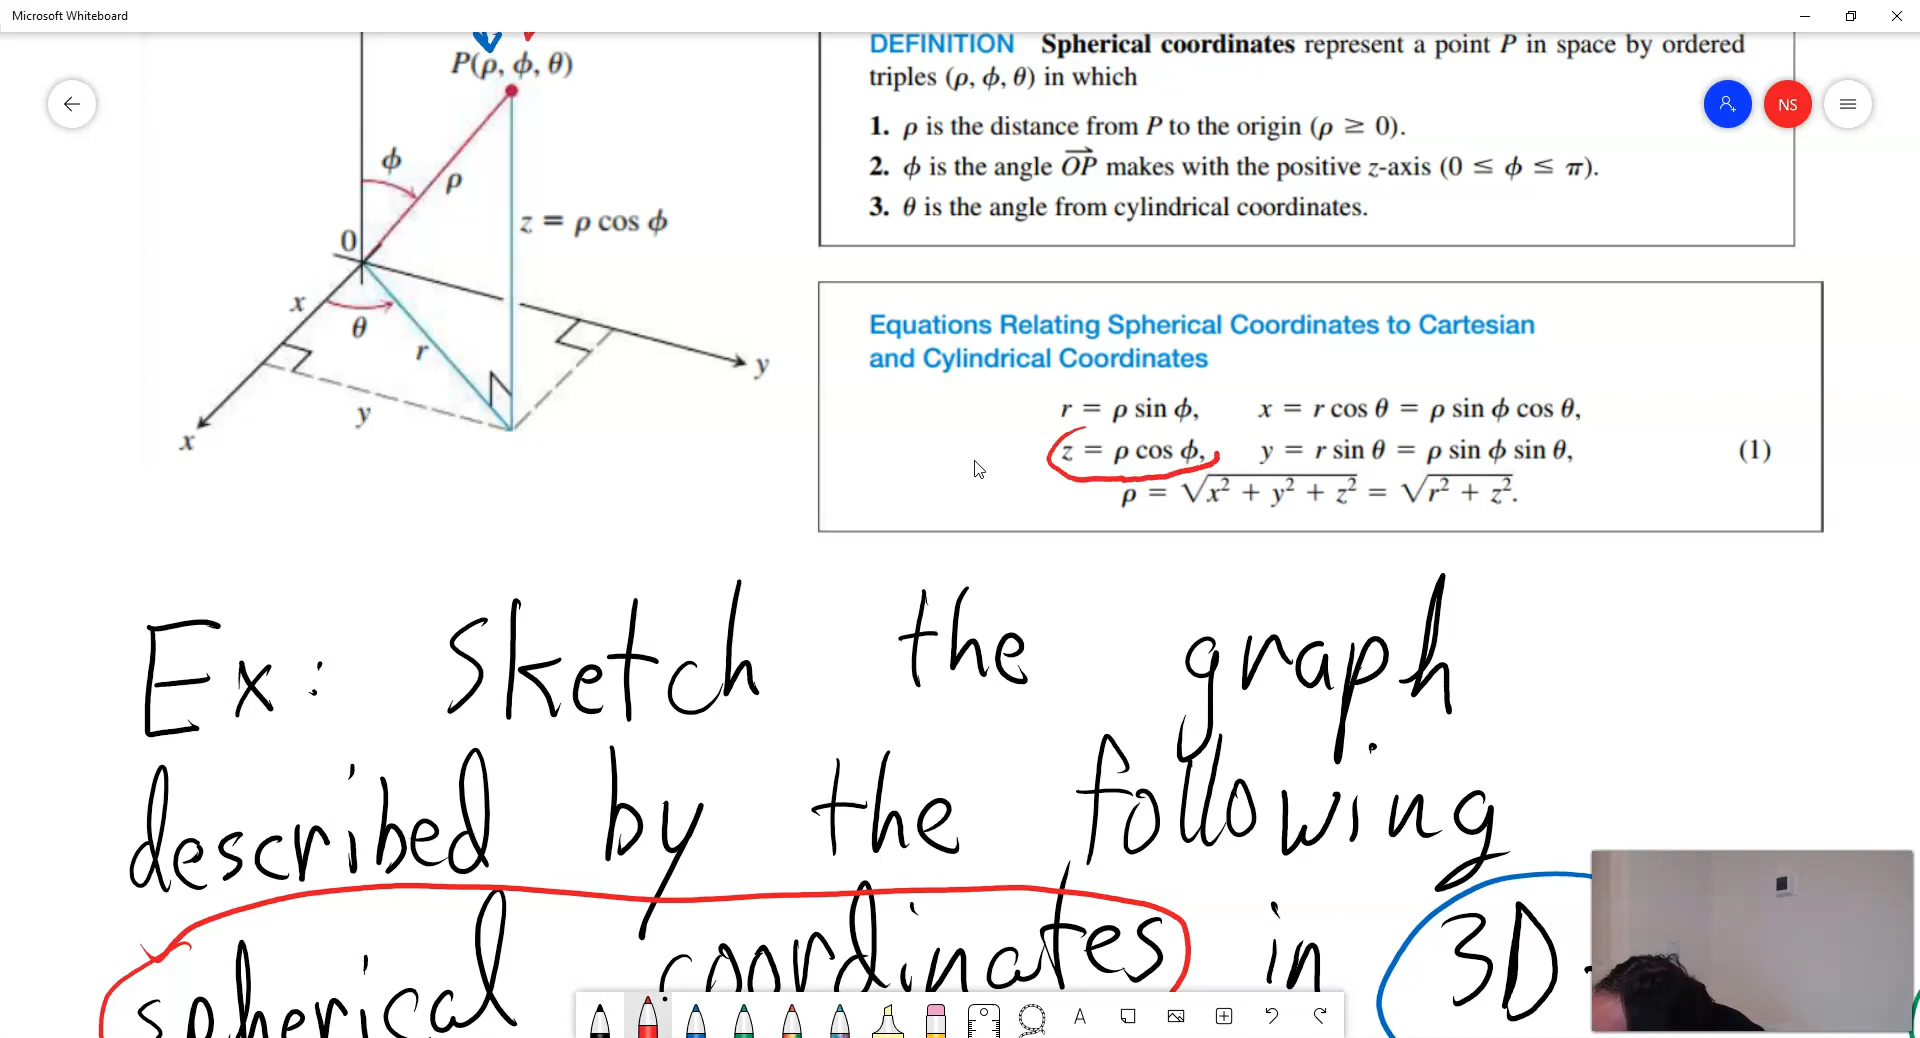 Microsoft Whiteboard
P(ρ, ϕ, θ)
ϕ
ρ
z = ρ cos ϕ
0
x
θ
r
y
y
x
DEFINITION Spherical coordinates represent a point P in space by ordered
triples (ρ, ϕ, θ) in which
1. ρ is the distance from P to the origin (ρ ≥ 0).
2. ϕ is the angle \overrightarrow{OP} makes with the positive z-axis (0 ≤ ϕ ≤ π).
3. θ is the angle from cylindrical coordinates.
NS
Equations Relating Spherical Coordinates to Cartesian
and Cylindrical Coordinates
r = ρ sin ϕ, x = r cos θ = ρ sin ϕ cos θ,
z = ρ cos ϕ, y = r sin θ = ρ sin ϕ sin θ, (1)
ρ = √(x² + y² + z²) = √(r² + z²).
Ex: Sketch the graph
described by the following
spherical coordinates in 3D
A